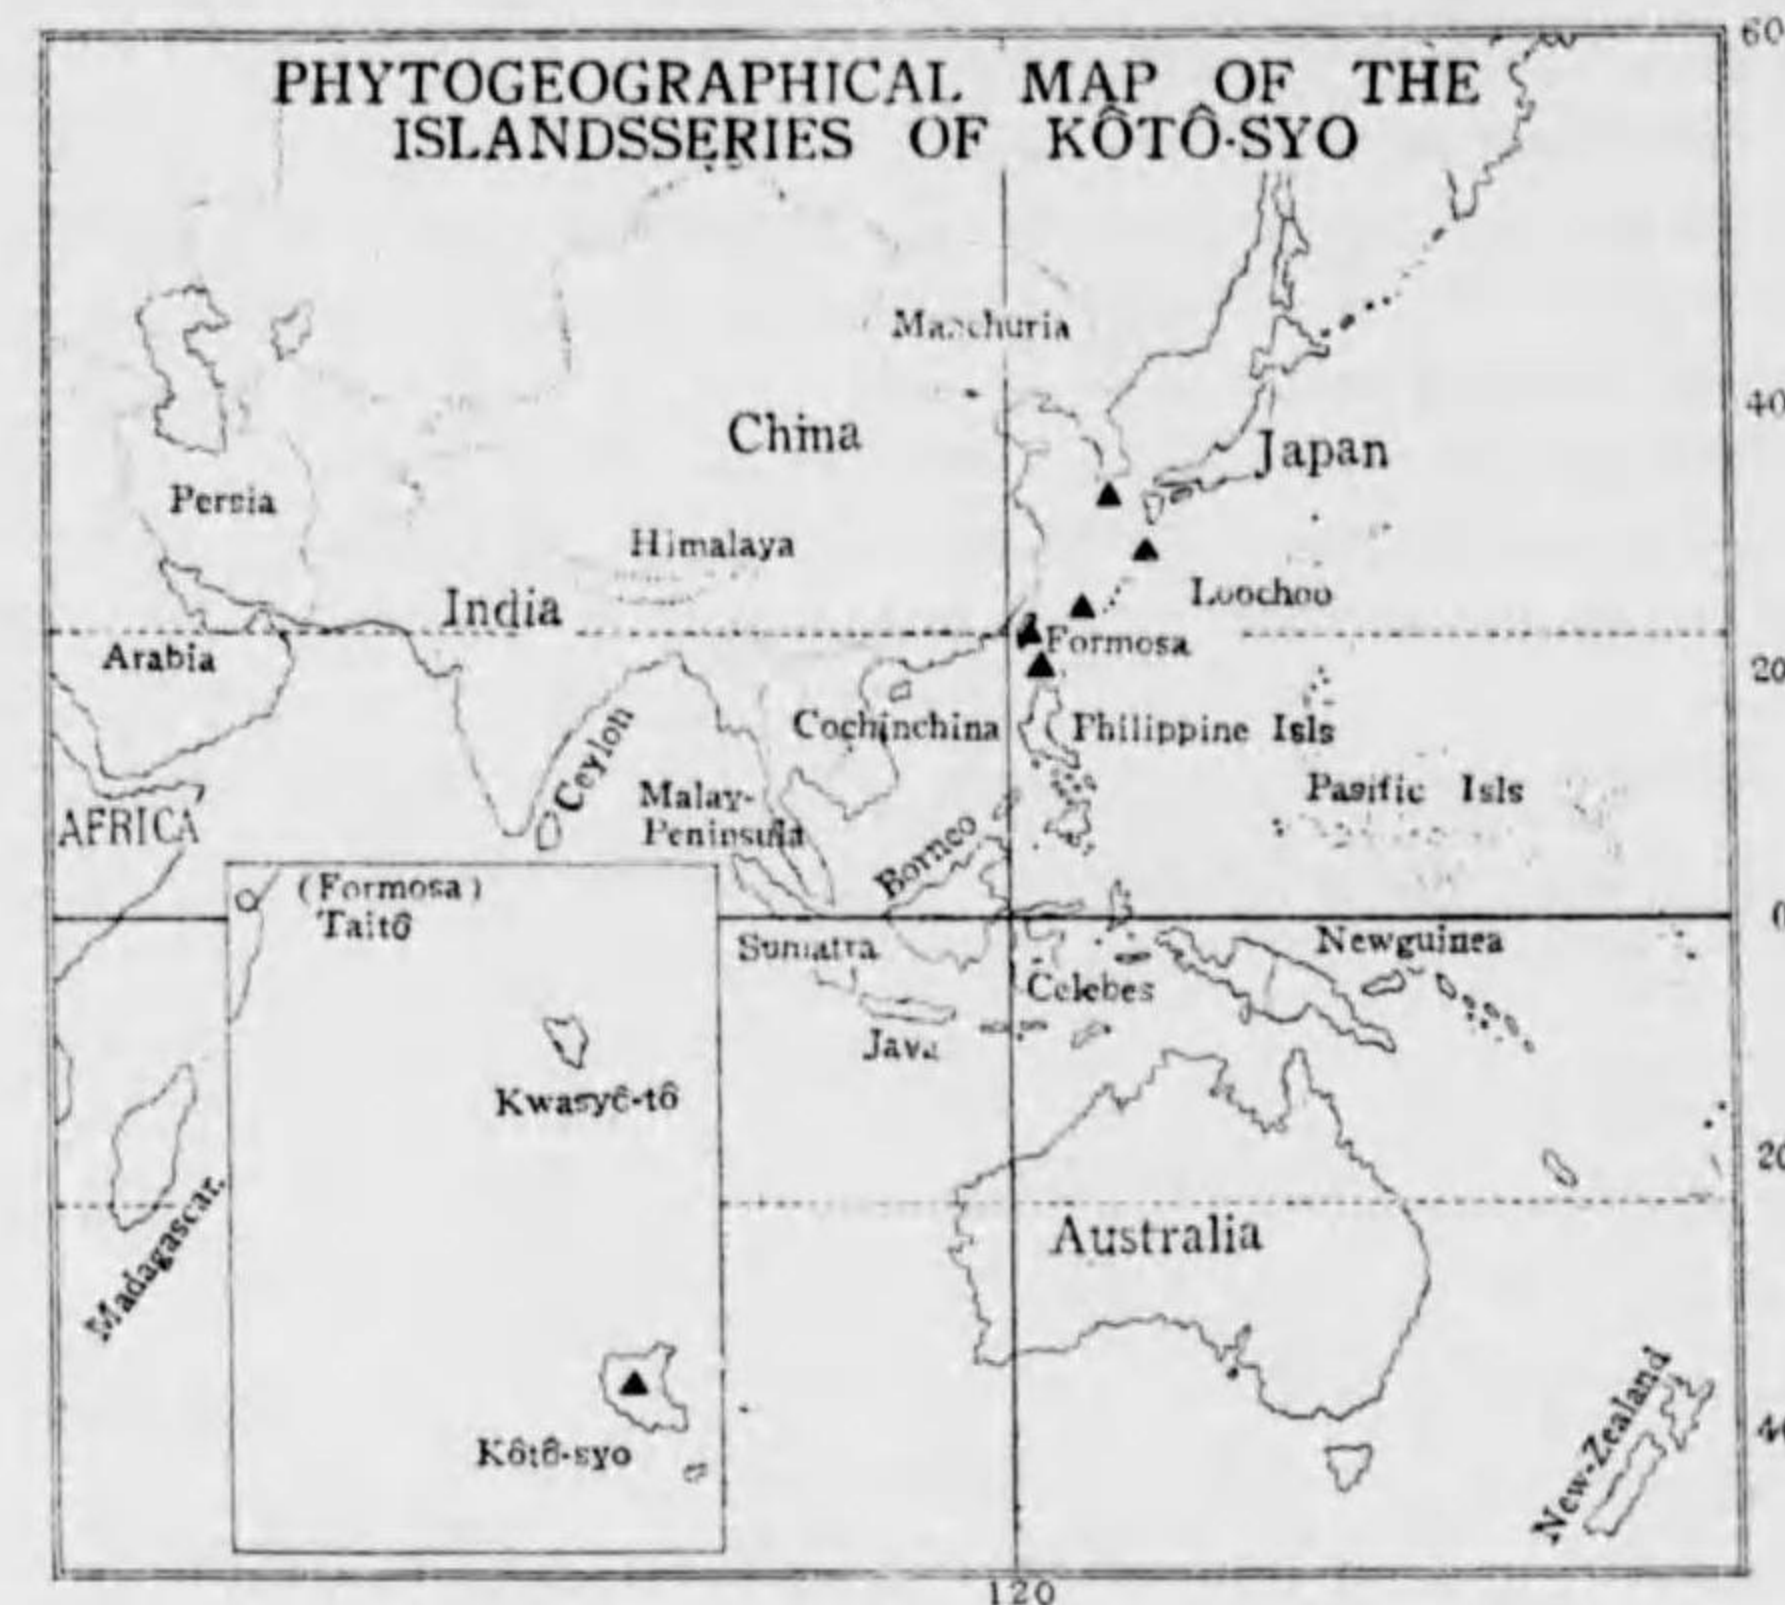 PHYTOGEOGRAPHICAL MAP OF THE
ISLANDSSERIES OF KÔTÔ-SYO
60
Manchuria
40
China
Japan
Persia
Himalaya
India
Loochoo
Formosa
Arabia
20
Ceylon
Cochinchina
Philippine Isls
Malay-
Peninsula
Pasific Isls
AFRICA
Borneo
(Formosa)
Taitô
0
Sumatra
Newguinea
Celebes
Java
Kwasyô-tô
20
Madagascar.
Australia
Kôtô-syo
New-Zealand
120